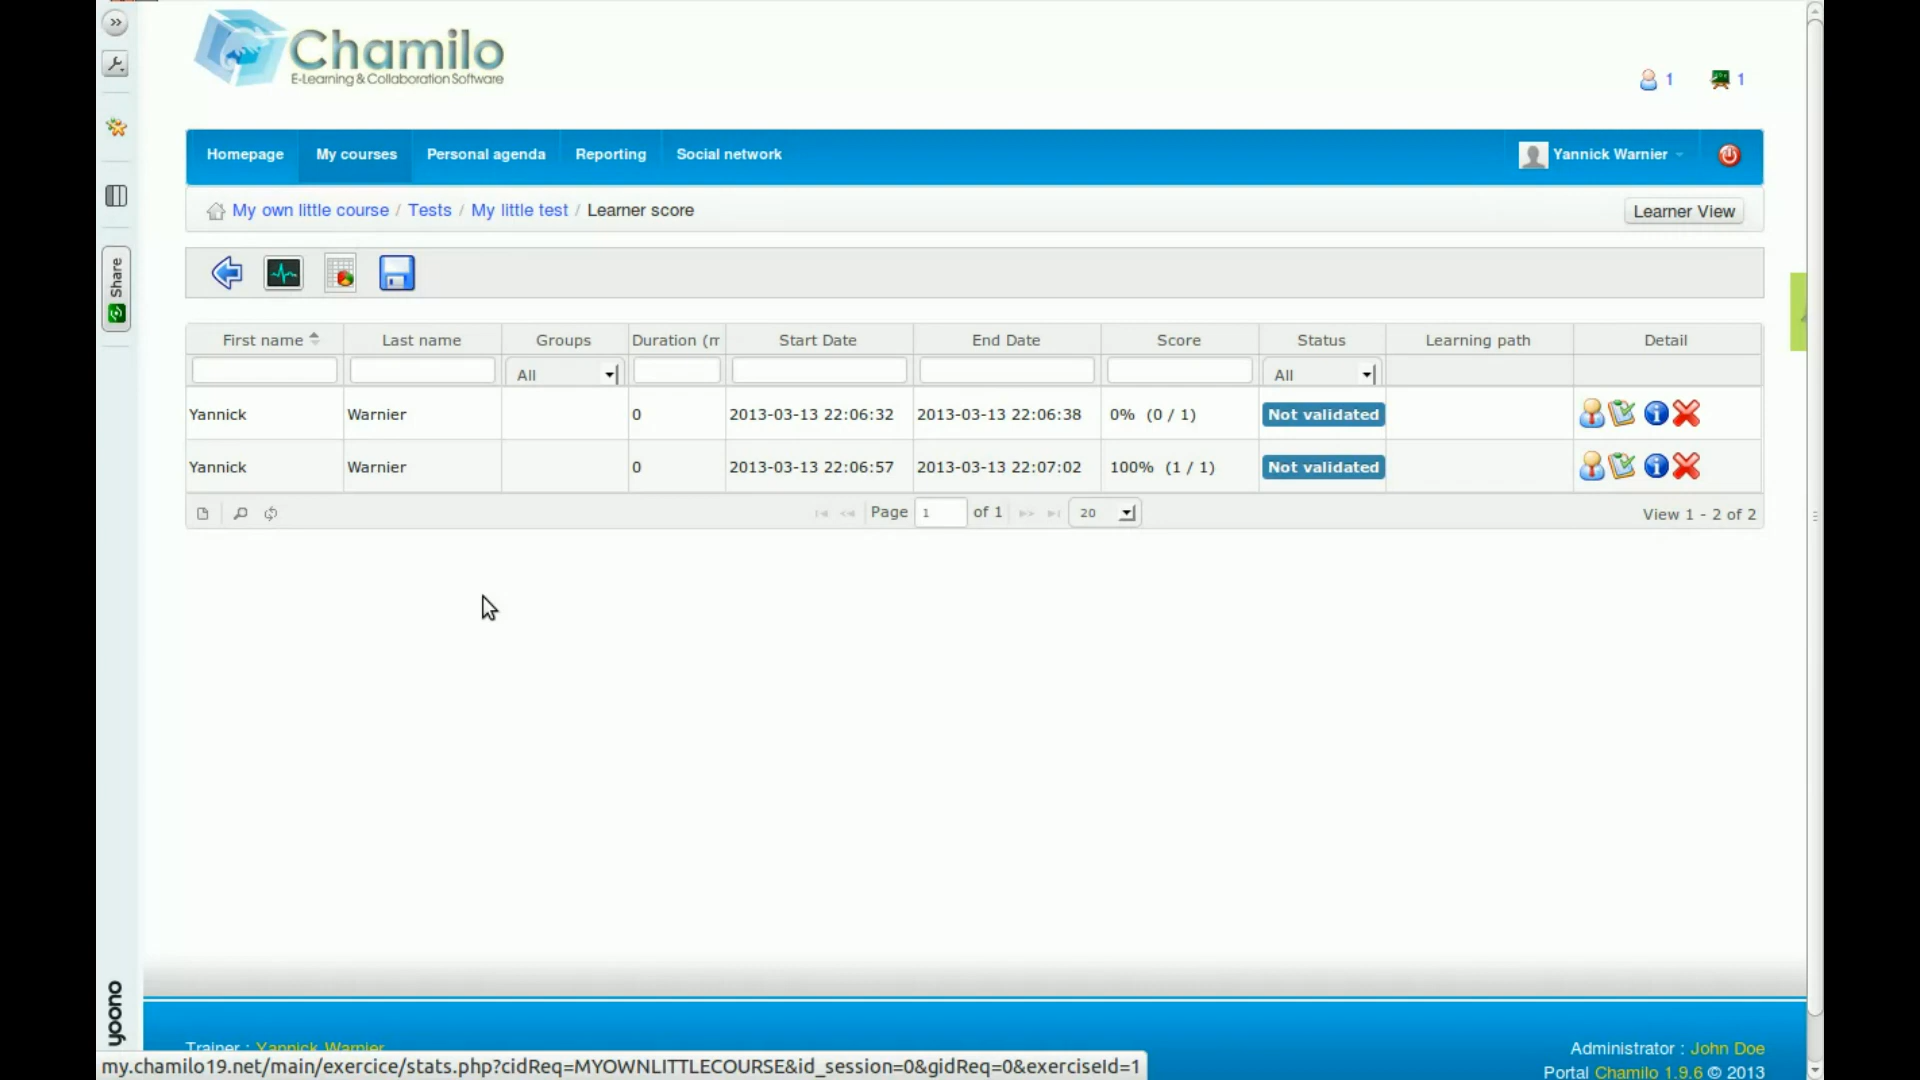 Chamilo
E-Learning & Collaboration Software
1 1
Homepage My courses Personal agenda Reporting Social network Yannick Warnier
My own little course / Tests / My little test / Learner score Learner View
Share
First name Last name Groups Duration (m Start Date End Date Score Status Learning path Detail
All All
Yannick Warnier 0 2013-03-13 22:06:32 2013-03-13 22:06:38 0% (0 / 1) Not validated
Yannick Warnier 0 2013-03-13 22:06:57 2013-03-13 22:07:02 100% (1 / 1) Not validated
Page 1 of 1 20 View 1 - 2 of 2
yoono
Trainer : Yannick Warnier
Administrator : John Doe
my.chamilo19.net/main/exercice/stats.php?cidReq=MYOWNLITTLECOURSE&id_session=0&gidReq=0&exerciseId=1
Portal Chamilo 1.9.6 © 2013